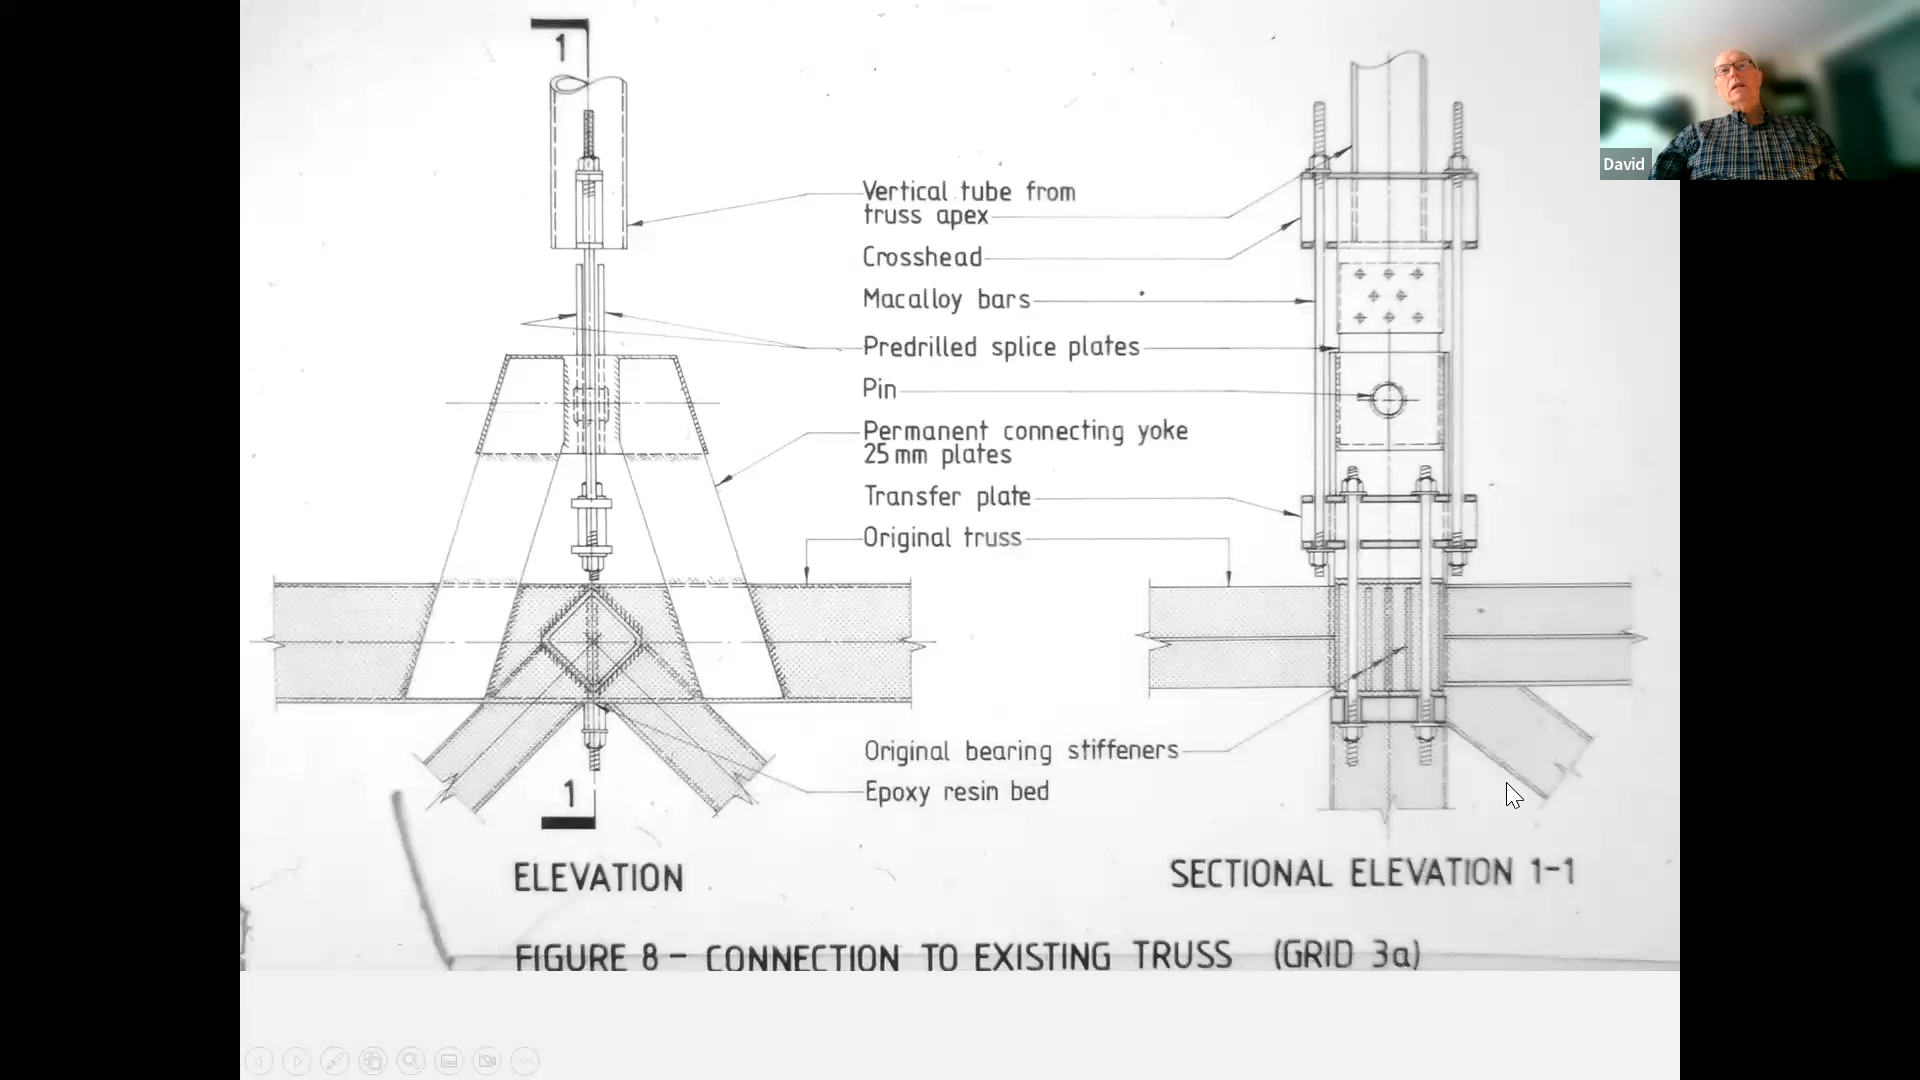 1
David
Vertical tube from
truss apex
Crosshead
Macalloy bars
Predrilled splice plates
Pin
Permanent connecting yoke
25mm plates
Transfer plate
Original truss
Original bearing stiffeners
Epoxy resin bed
1
ELEVATION
SECTIONAL ELEVATION 1-1
FIGURE 8 - CONNECTION TO EXISTING TRUSS (GRID 3a)